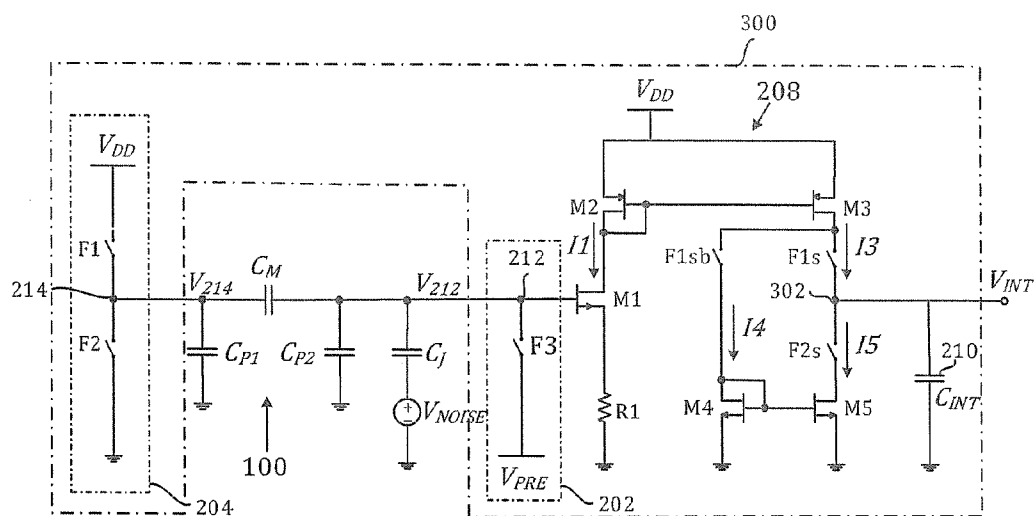 300
V_DD
208
V_DD
M2
M3
I1
F1sb
F1s
I3
F1
C_M
V_214
V_212
212
M1
302
V_INT
214
F2
F3
I4
F2s
I5
210
C_P1
C_P2
C_J
C_INT
V_NOISE
R1
M4
M5
100
V_PRE
204
202